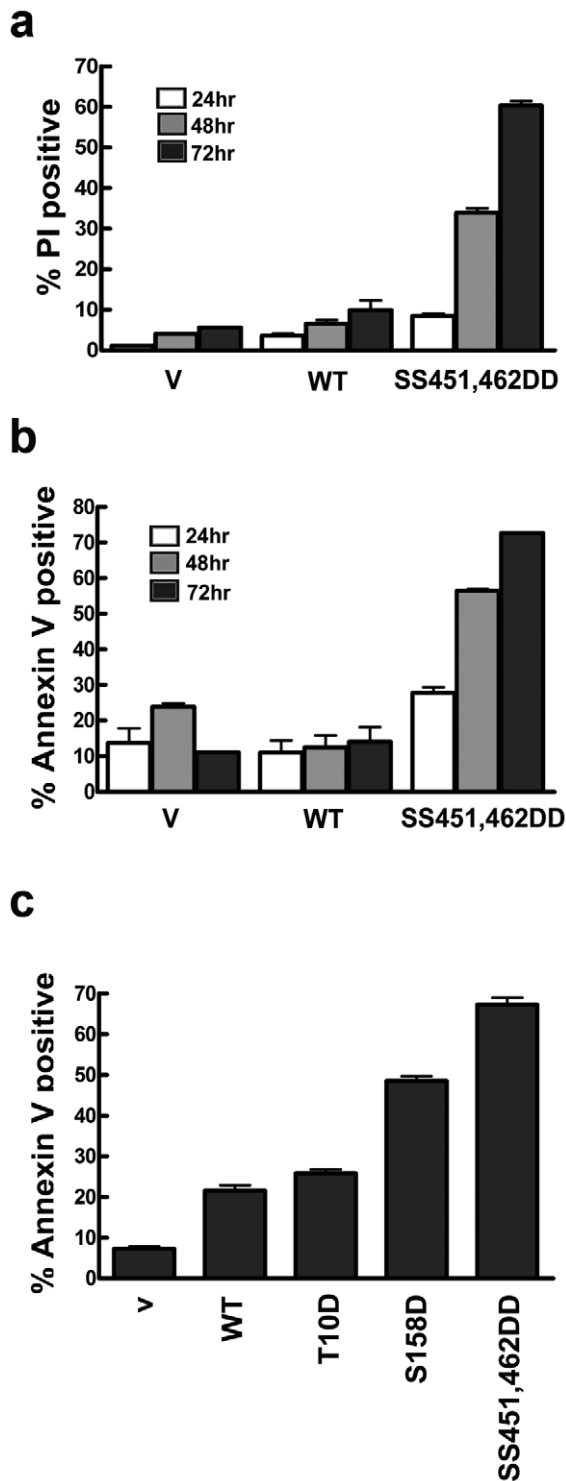 a
% PI positive
70
60
50
40
30
20
10
0
24hr
48hr
72hr
V WT SS451,462DD
b
% Annexin V positive
80
70
60
50
40
30
20
10
0
24hr
48hr
72hr
V WT SS451,462DD
c
% Annexin V positive
70
60
50
40
30
20
10
0
v
WT
T10D
S158D
SS451,462DD